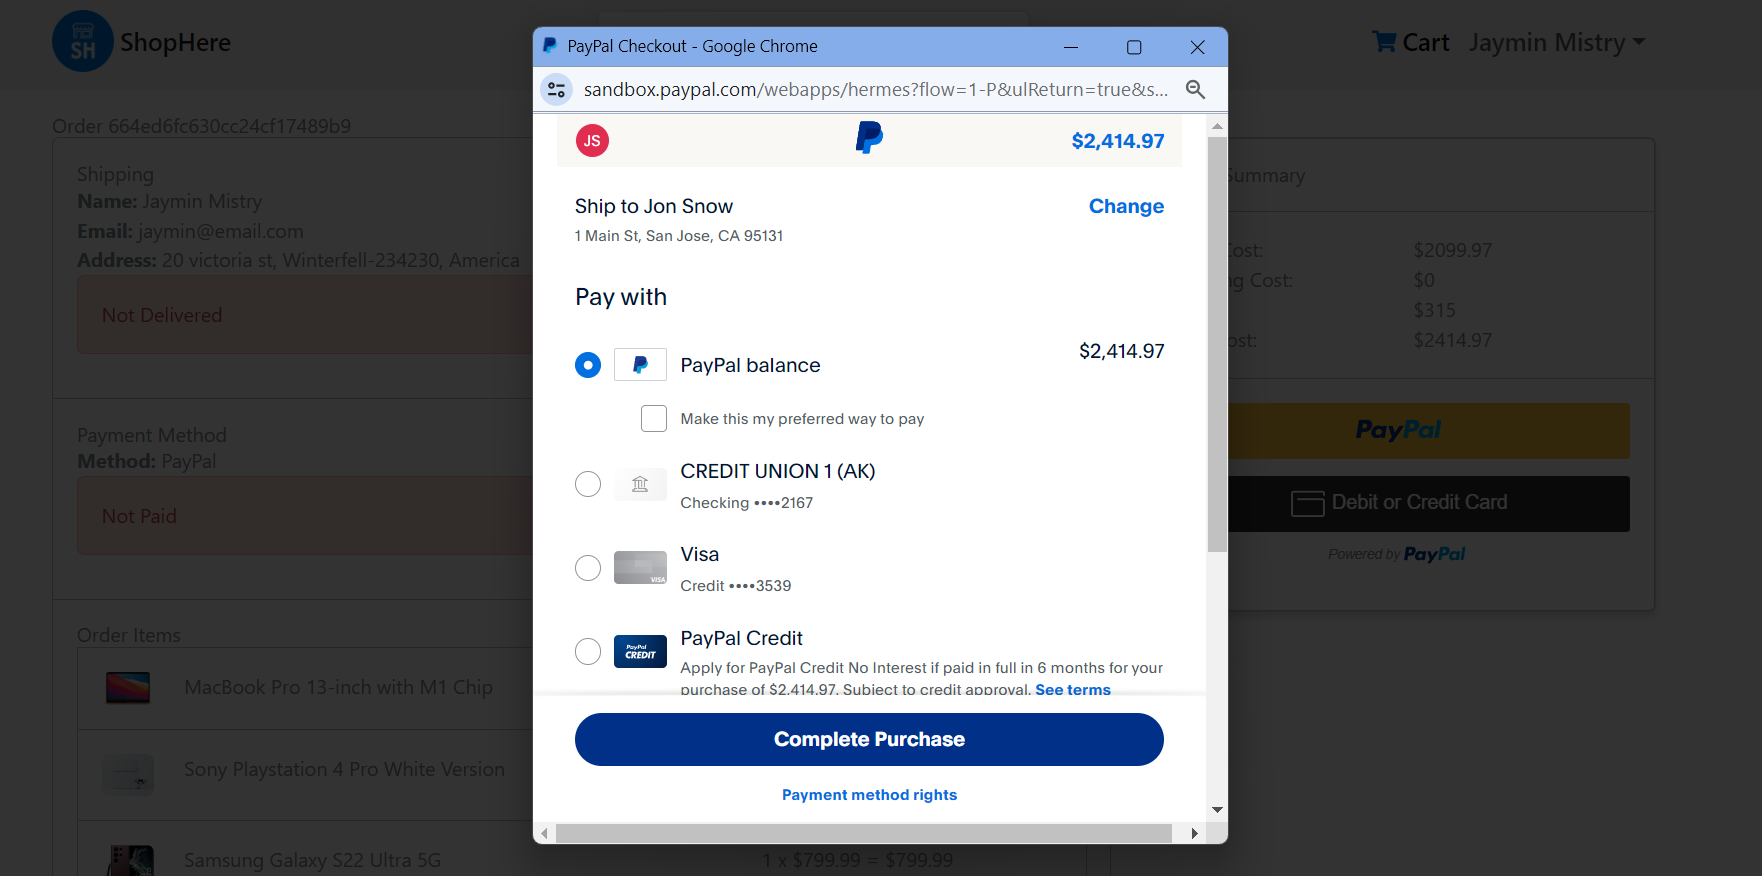 SH
ShopHere
Cart
Jaymin Mistry
Order 664ed6fc630cc24cf17489b9
Shipping
Name: Jaymin Mistry
Email: jaymin@email.com
Address: 20 victoria st, Winterfell-234230, America
Not Delivered
Payment Method
Method: PayPal
Not Paid
Order Items
MacBook Pro 13-inch with M1 Chip
Sony Playstation 4 Pro White Version
Samsung Galaxy S22 Ultra 5G
1 x $799.99 = $799.99
PayPal Checkout - Google Chrome
sandbox.paypal.com/webapps/hermes?flow=1-P&ulReturn=true&s...
JS
$2,414.97
Ship to Jon Snow
Change
1 Main St, San Jose, CA 95131
Pay with
PayPal balance
$2,414.97
Make this my preferred way to pay
CREDIT UNION 1 (AK)
Checking ••••2167
VISA
Visa
Credit ••••3539
PayPal
CREDIT
PayPal Credit
Apply for PayPal Credit No Interest if paid in full in 6 months for your
purchase of $2,414.97. Subject to credit approval. See terms
Complete Purchase
Payment method rights
Summary
Cost: $2099.97
Cost: $0
$315
$2414.97
PayPal
Debit or Credit Card
Powered by PayPal